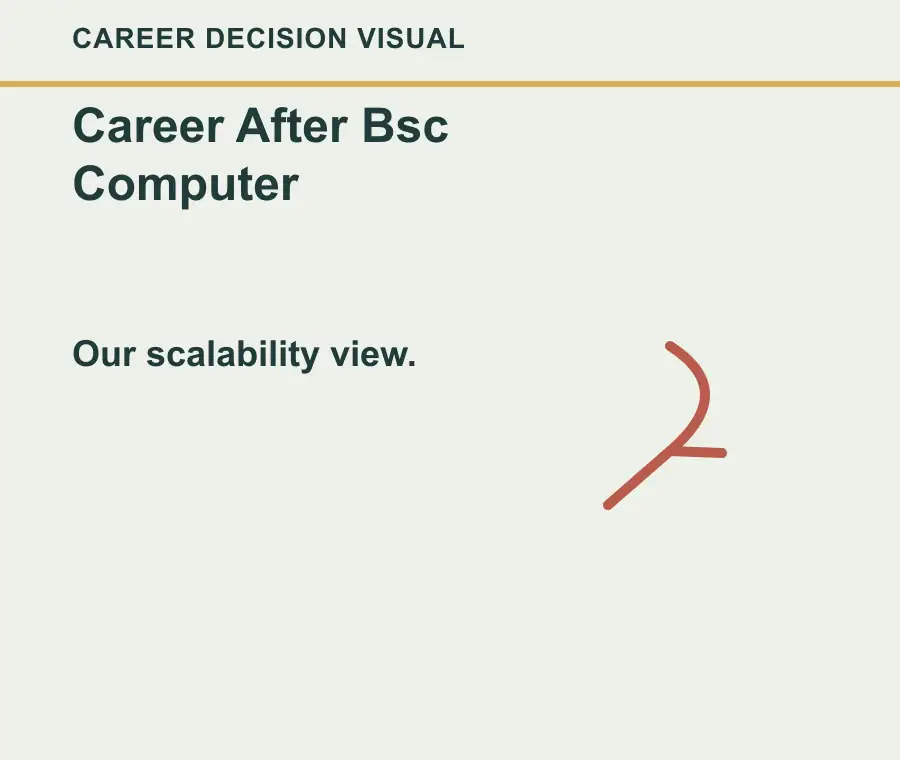 CAREER DECISION VISUAL
Career After Bsc
Computer
Our scalability view.